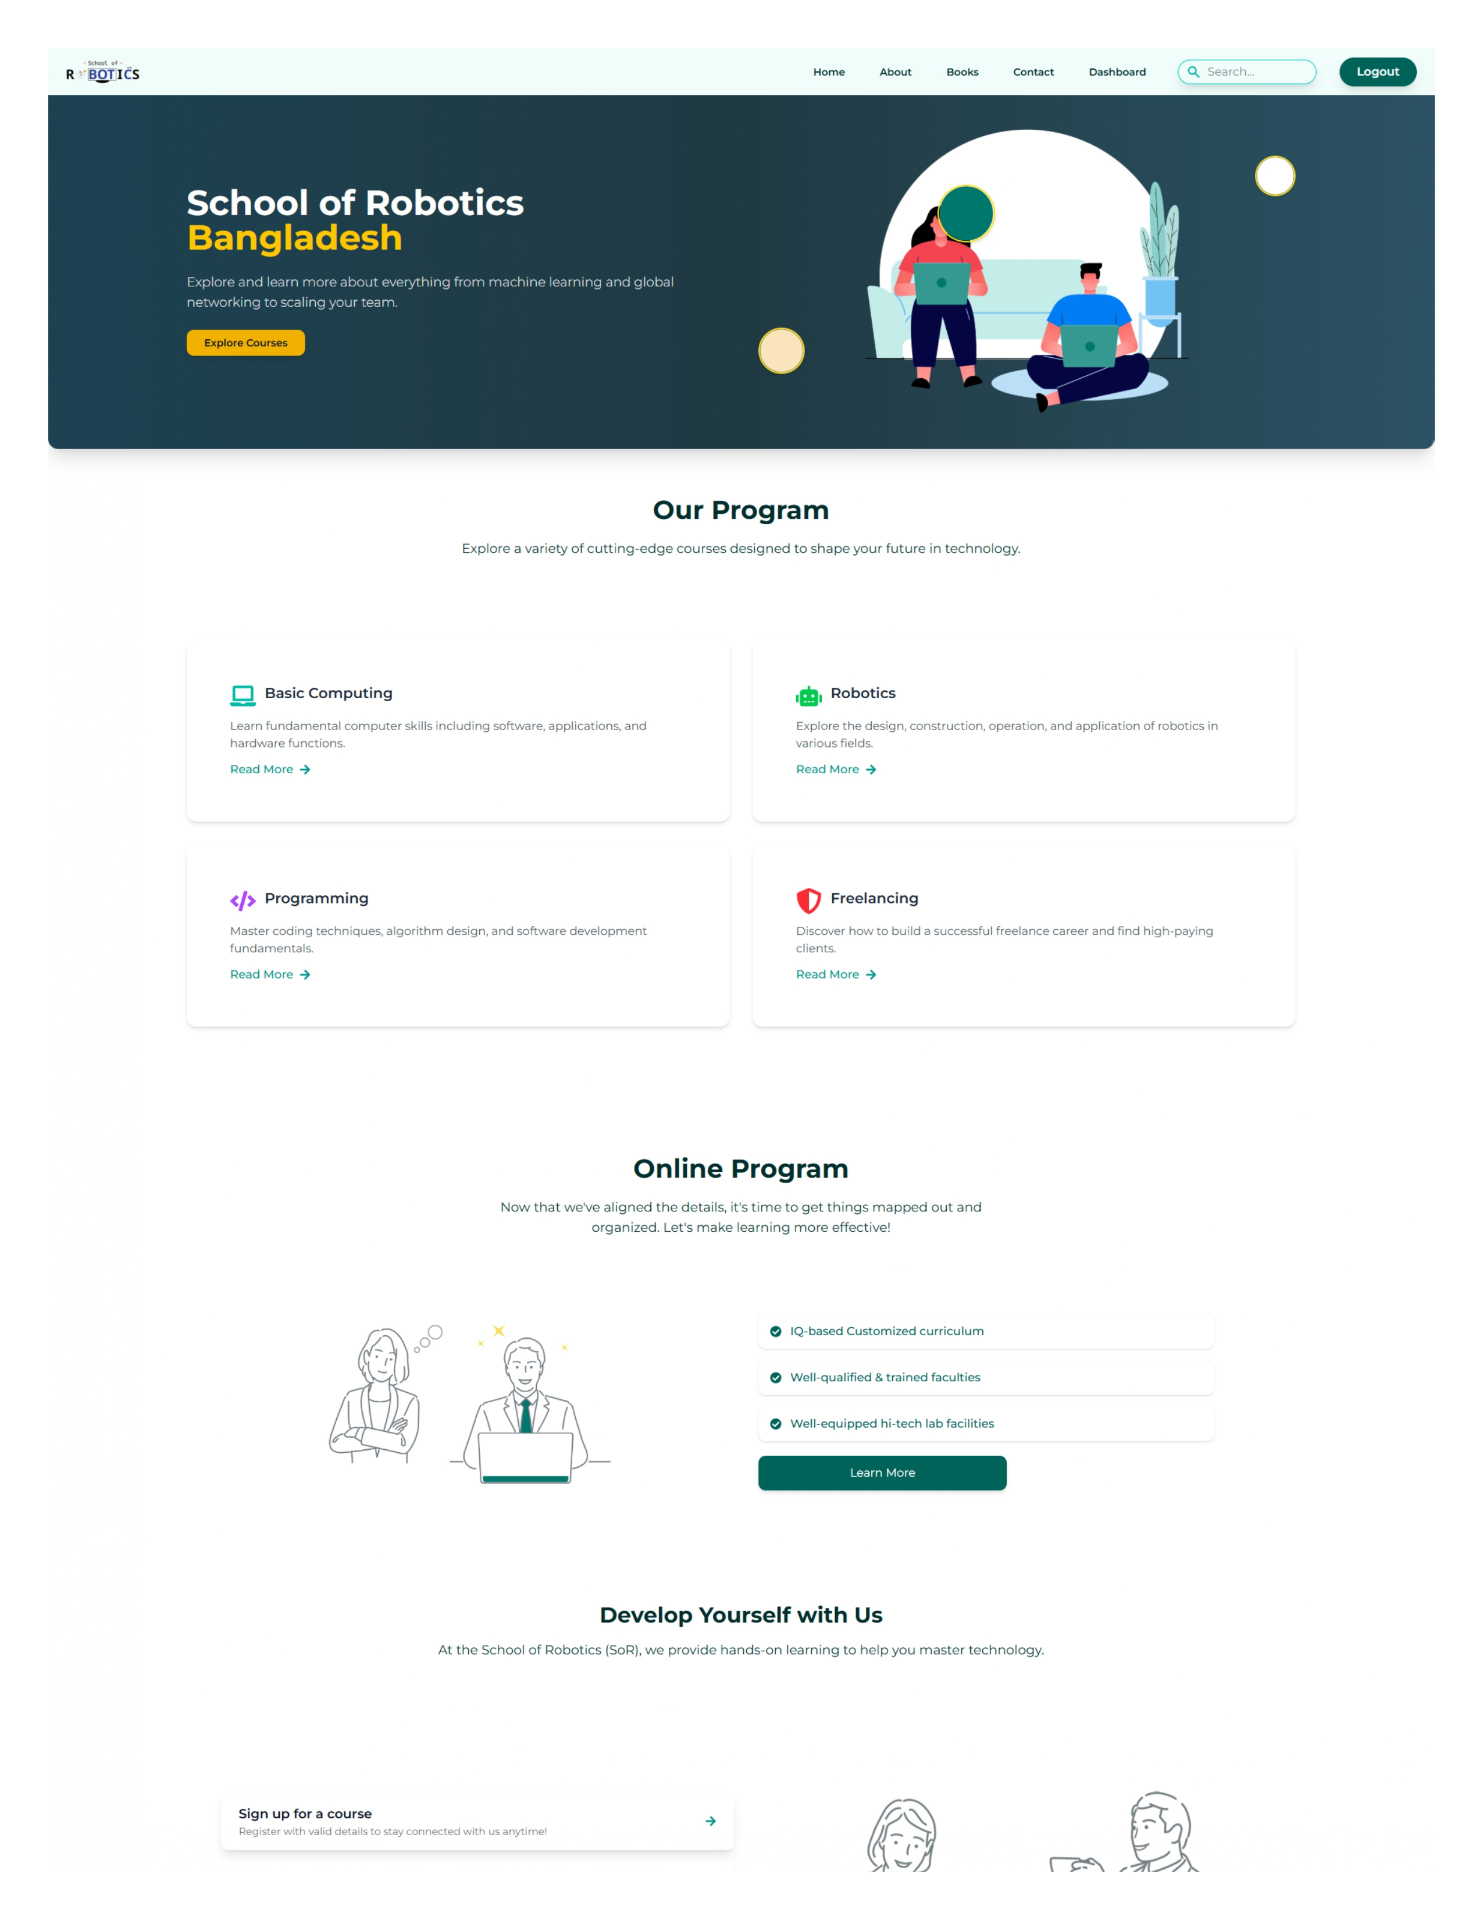 - School of -
R BOTICS
Home About Books Contact Dashboard Search... Logout
School of Robotics
Bangladesh
Explore and learn more about everything from machine learning and global
networking to scaling your team.
Explore Courses
Our Program
Explore a variety of cutting-edge courses designed to shape your future in technology.
Basic Computing
Learn fundamental computer skills including software, applications, and
hardware functions.
Read More
Robotics
Explore the design, construction, operation, and application of robotics in
various fields.
Read More
Programming
Master coding techniques, algorithm design, and software development
fundamentals.
Read More
Freelancing
Discover how to build a successful freelance career and find high-paying
clients.
Read More
Online Program
Now that we've aligned the details, it's time to get things mapped out and
organized. Let's make learning more effective!
IQ-based Customized curriculum
Well-qualified & trained faculties
Well-equipped hi-tech lab facilities
Learn More
Develop Yourself with Us
At the School of Robotics (SoR), we provide hands-on learning to help you master technology.
Sign up for a course
Register with valid details to stay connected with us anytime!